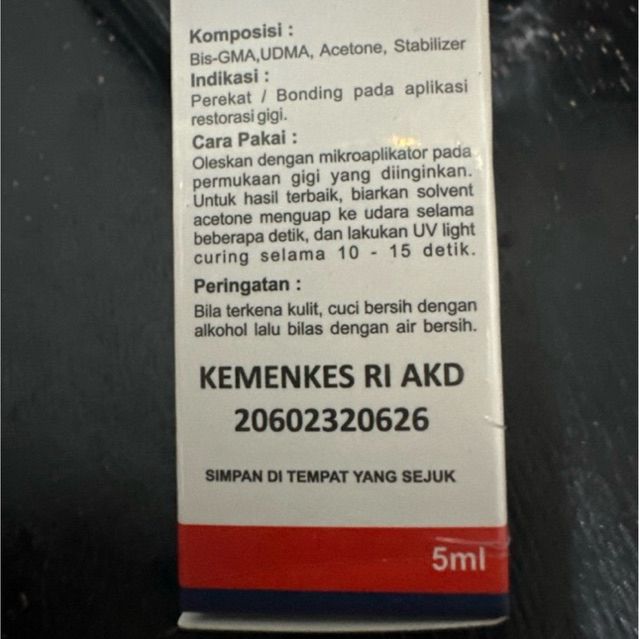 Komposisi :
Bis-GMA,UDMA, Acetone, Stabilizer
Indikasi :
Perekat / Bonding pada aplikasi
restorasi gigi.
Cara Pakai :
Oleskan dengan mikroaplikator pada
permukaan gigi yang diinginkan.
Untuk hasil terbaik, biarkan solvent
acetone menguap ke udara selama
beberapa detik, dan lakukan UV light
curing selama 10 - 15 detik.
Peringatan :
Bila terkena kulit, cuci bersih dengan
alkohol lalu bilas dengan air bersih.
KEMENKES RI AKD
20602320626
SIMPAN DI TEMPAT YANG SEJUK
5ml